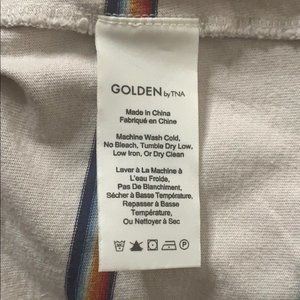 GOLDEN by TNA
Made in China
Fabriqué en Chine
Machine Wash Cold,
No Bleach, Tumble Dry Low,
Low Iron, Or Dry Clean
Laver à La Machine à
L'eau Froide,
Pas De Blanchiment,
Sécher à Basse Température,
Repasser à Basse
Température,
Ou Nettoyer à Sec